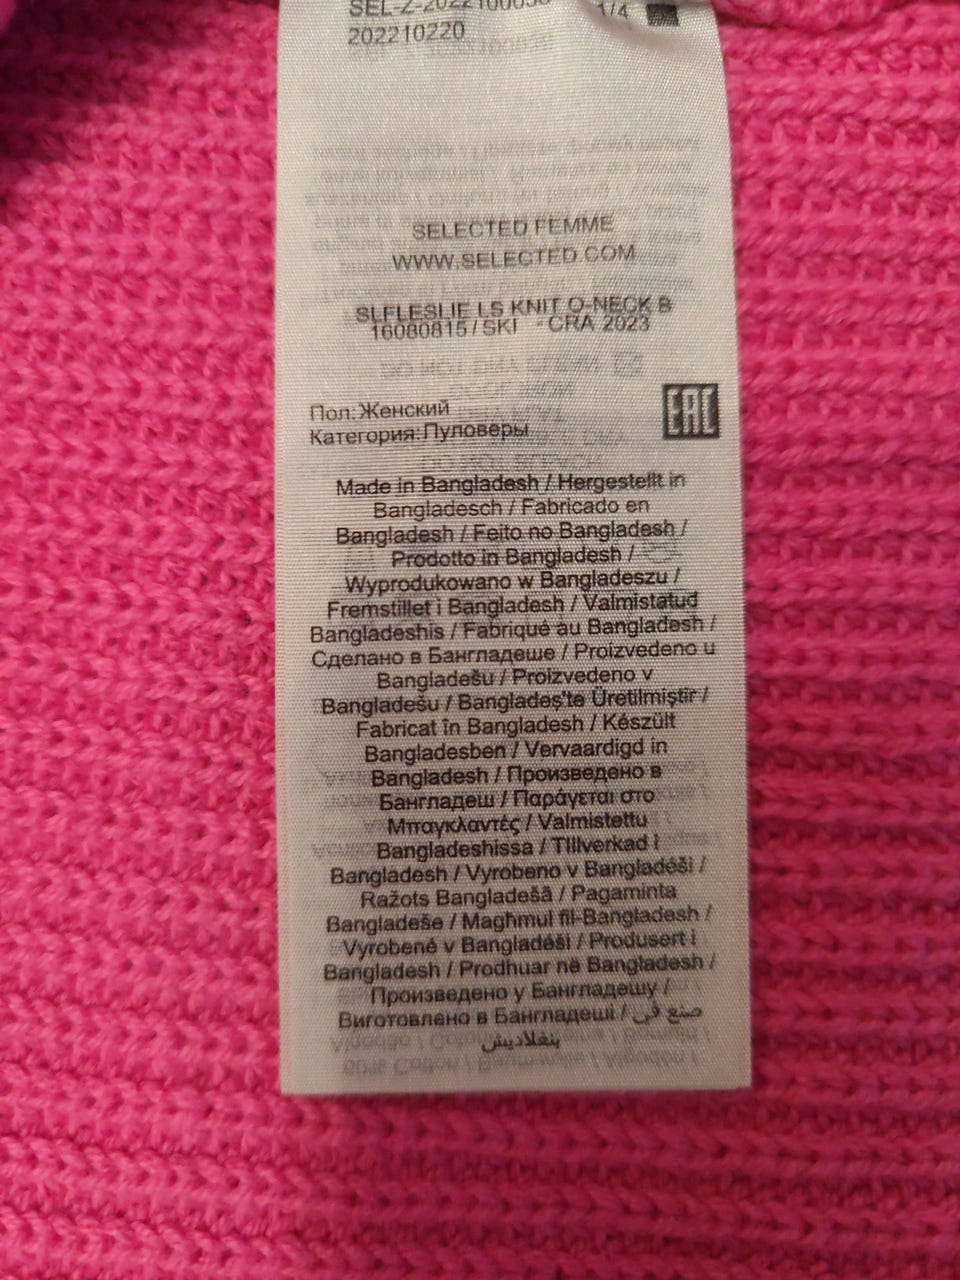 SEL-Z-2022100030
1/4
202210220
SELECTED FEMME
WWW.SELECTED.COM
SLFLESLIE LS KNIT O-NECK B
16080815 / SKI - CRA 2023
Пол:Женский
Категория:Пуловеры
EAC
Made in Bangladesh / Hergestellt in
Bangladesch / Fabricado en
Bangladesh / Feito no Bangladesh /
Prodotto in Bangladesh /
Wyprodukowano w Bangladeszu /
Fremstillet i Bangladesh / Valmistatud
Bangladeshis / Fabriqué au Bangladesh /
Сделано в Бангладеше / Proizvedeno u
Bangladešu / Proizvedeno v
Bangladešu / Bangladeş'te Üretilmiştir /
Fabricat în Bangladesh / Készült
Bangladesben / Vervaardigd in
Bangladesh / Произведено в
Бангладеш / Παράγεται στο
Μπαγκλαντές / Valmistettu
Bangladeshissa / Tillverkad i
Bangladesh / Vyrobeno v Bangladéši /
Ražots Bangladešā / Pagaminta
Bangladeše / Magħmul fil-Bangladesh /
Vyrobené v Bangladéši / Produsert i
Bangladesh / Prodhuar në Bangladesh /
Произведено у Бангладешу /
Виготовлено в Бангладеші / صنع في
بنغلاديش